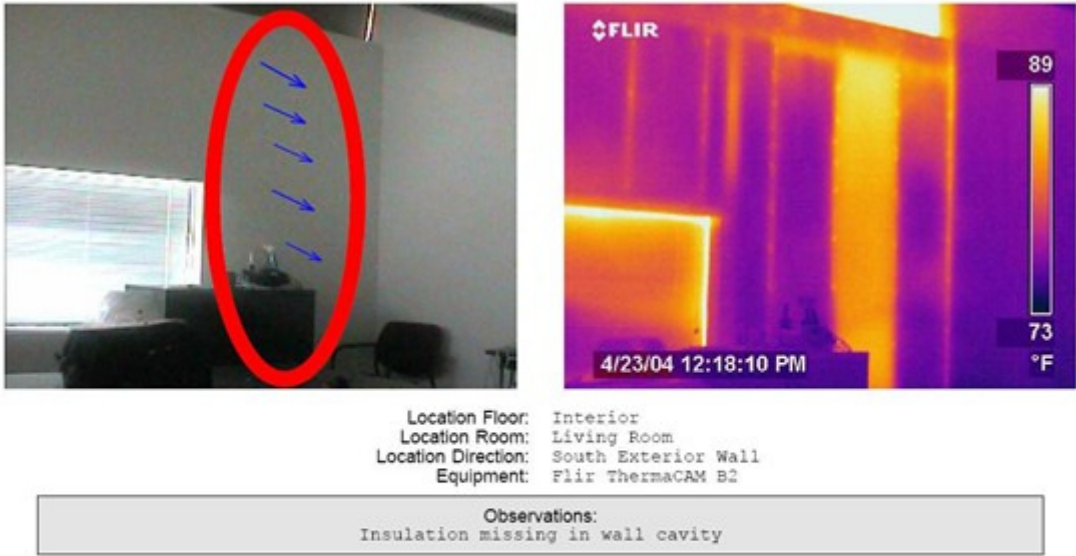 FLIR
89
73
°F
4/23/04 12:18:10 PM
Location Floor: Interior
Location Room: Living Room
Location Direction: South Exterior Wall
Equipment: Flir ThermaCAM B2
Observations:
Insulation missing in wall cavity